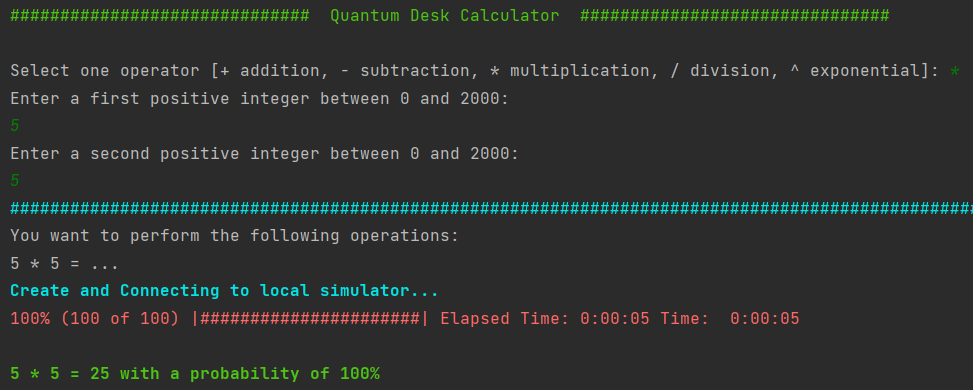 ############################## Quantum Desk Calculator ###############################
Select one operator [+ addition, - subtraction, * multiplication, / division, ^ exponential]: *
Enter a first positive integer between 0 and 2000:
5
Enter a second positive integer between 0 and 2000:
5
#################################################################################################
You want to perform the following operations:
5 * 5 = ...
Create and Connecting to local simulator...
100% (100 of 100) |######################| Elapsed Time: 0:00:05 Time:  0:00:05
5 * 5 = 25 with a probability of 100%